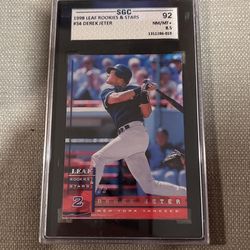 SGC
1998 LEAF ROOKIES & STARS
#34 DEREK JETER
92
NM/MT+
8.5
LEAF
ROOKIES
STARS
2
DEREK JETER
NEW YORK YANKEES